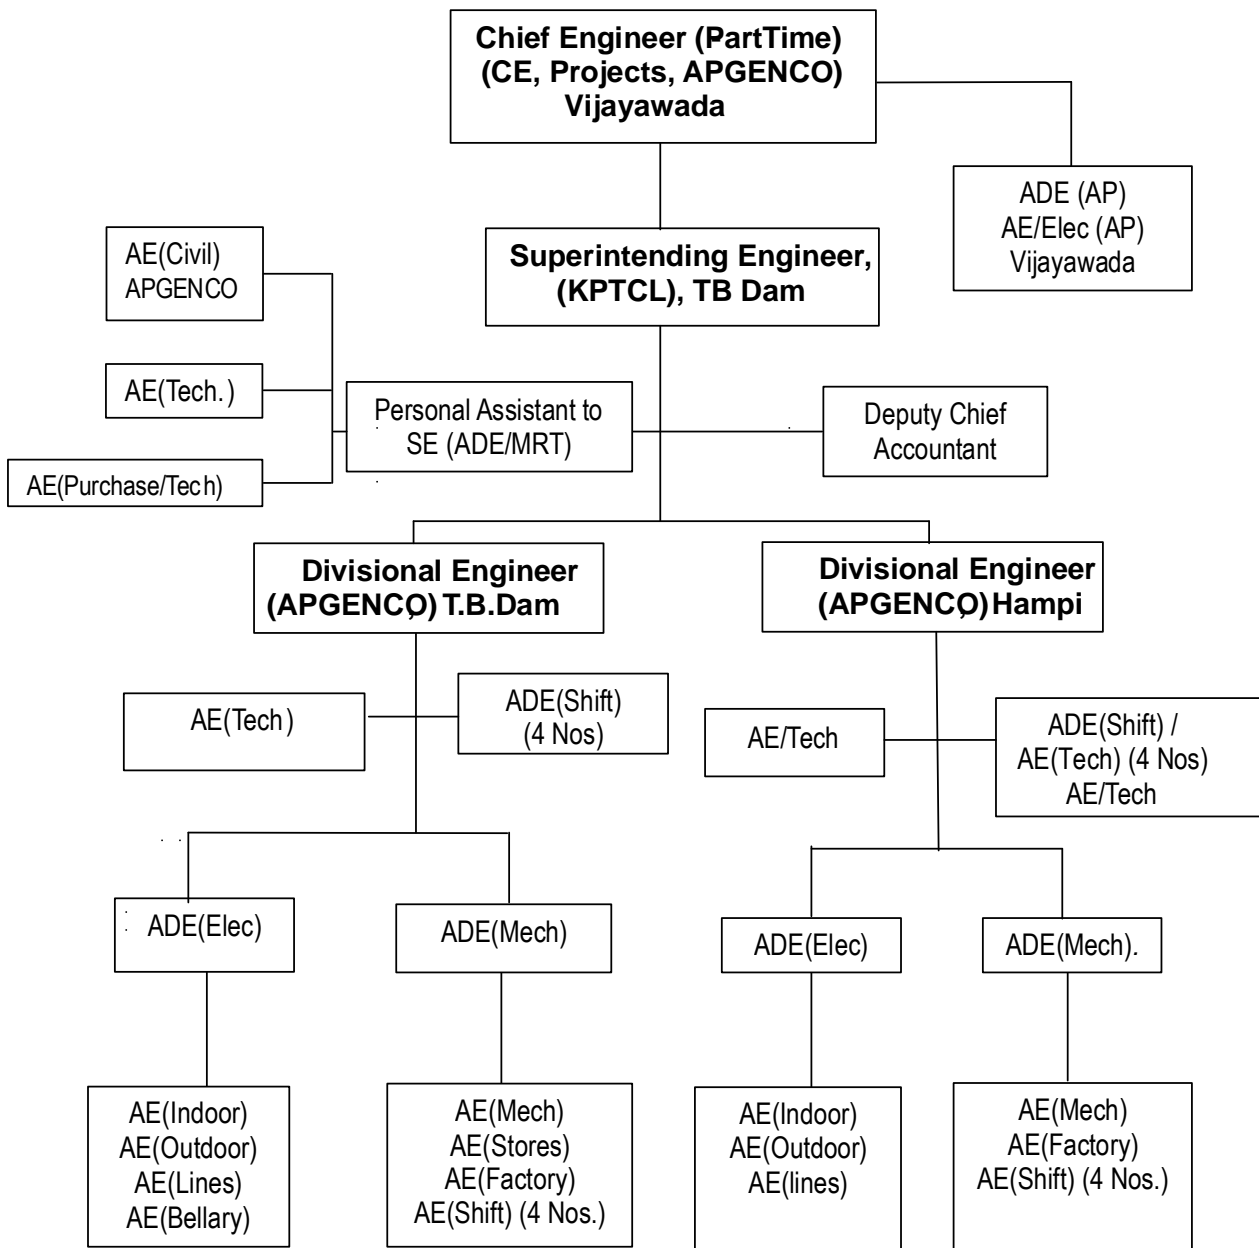 Chief Engineer (PartTime)
(CE, Projects, APGENCO)
Vijayawada
ADE (AP)
AE/Elec (AP)
Vijayawada
Superintending Engineer,
(KPTCL), TB Dam
AE(Civil)
APGENCO
AE(Tech.)
AE(Purchase/Tech)
Personal Assistant to
SE (ADE/MRT)
Deputy Chief
Accountant
Divisional Engineer
(APGENCO) T.B.Dam
Divisional Engineer
(APGENCO) Hampi
AE(Tech)
ADE(Shift)
(4 Nos)
AE/Tech
ADE(Shift) /
AE(Tech) (4 Nos)
AE/Tech
ADE(Elec)
ADE(Mech)
ADE(Elec)
ADE(Mech).
AE(Indoor)
AE(Outdoor)
AE(Lines)
AE(Bellary)
AE(Mech)
AE(Stores)
AE(Factory)
AE(Shift) (4 Nos.)
AE(Indoor)
AE(Outdoor)
AE(lines)
AE(Mech)
AE(Factory)
AE(Shift) (4 Nos.)